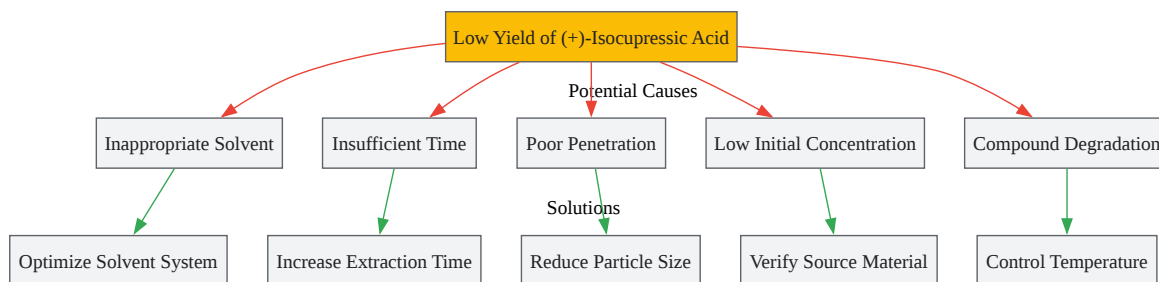 Low Yield of (+)-Isocupressic Acid
Potential Causes
Inappropriate Solvent
Insufficient Time
Poor Penetration
Low Initial Concentration
Compound Degradation
Solutions
Optimize Solvent System
Increase Extraction Time
Reduce Particle Size
Verify Source Material
Control Temperature